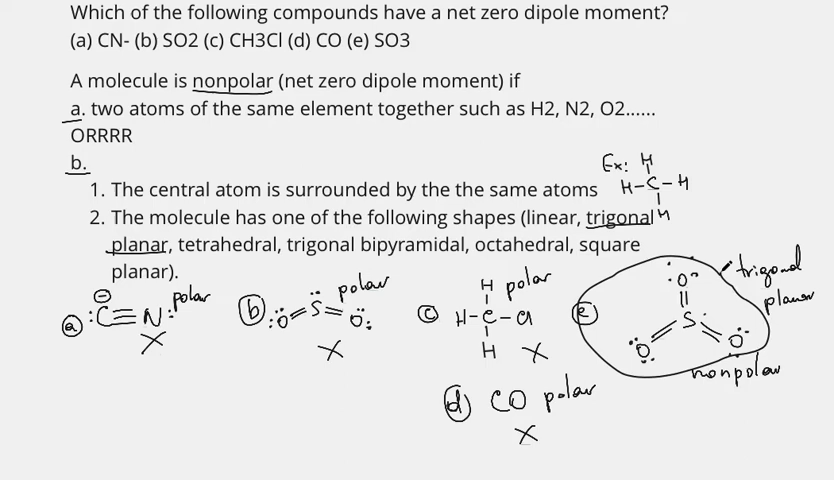 Which of the following compounds have a net zero dipole moment?
(a) CN- (b) SO2 (c) CH3Cl (d) CO (e) SO3
A molecule is nonpolar (net zero dipole moment) if
a. two atoms of the same element together such as H2, N2, O2......
ORRRR
b.
Ex: H
1. The central atom is surrounded by the the same atoms H-C-H
2. The molecule has one of the following shapes (linear, trigonal H
planar, tetrahedral, trigonal bipyramidal, octahedral, square
planar).
trigonal
planar
ⓐ :C≡N: polar
⊖
X
ⓑ :O=S=O: polar
X
ⓒ H polar
H-C-Cl
H X
ⓔ O
S
O O
nonpolar
ⓓ CO polar
X